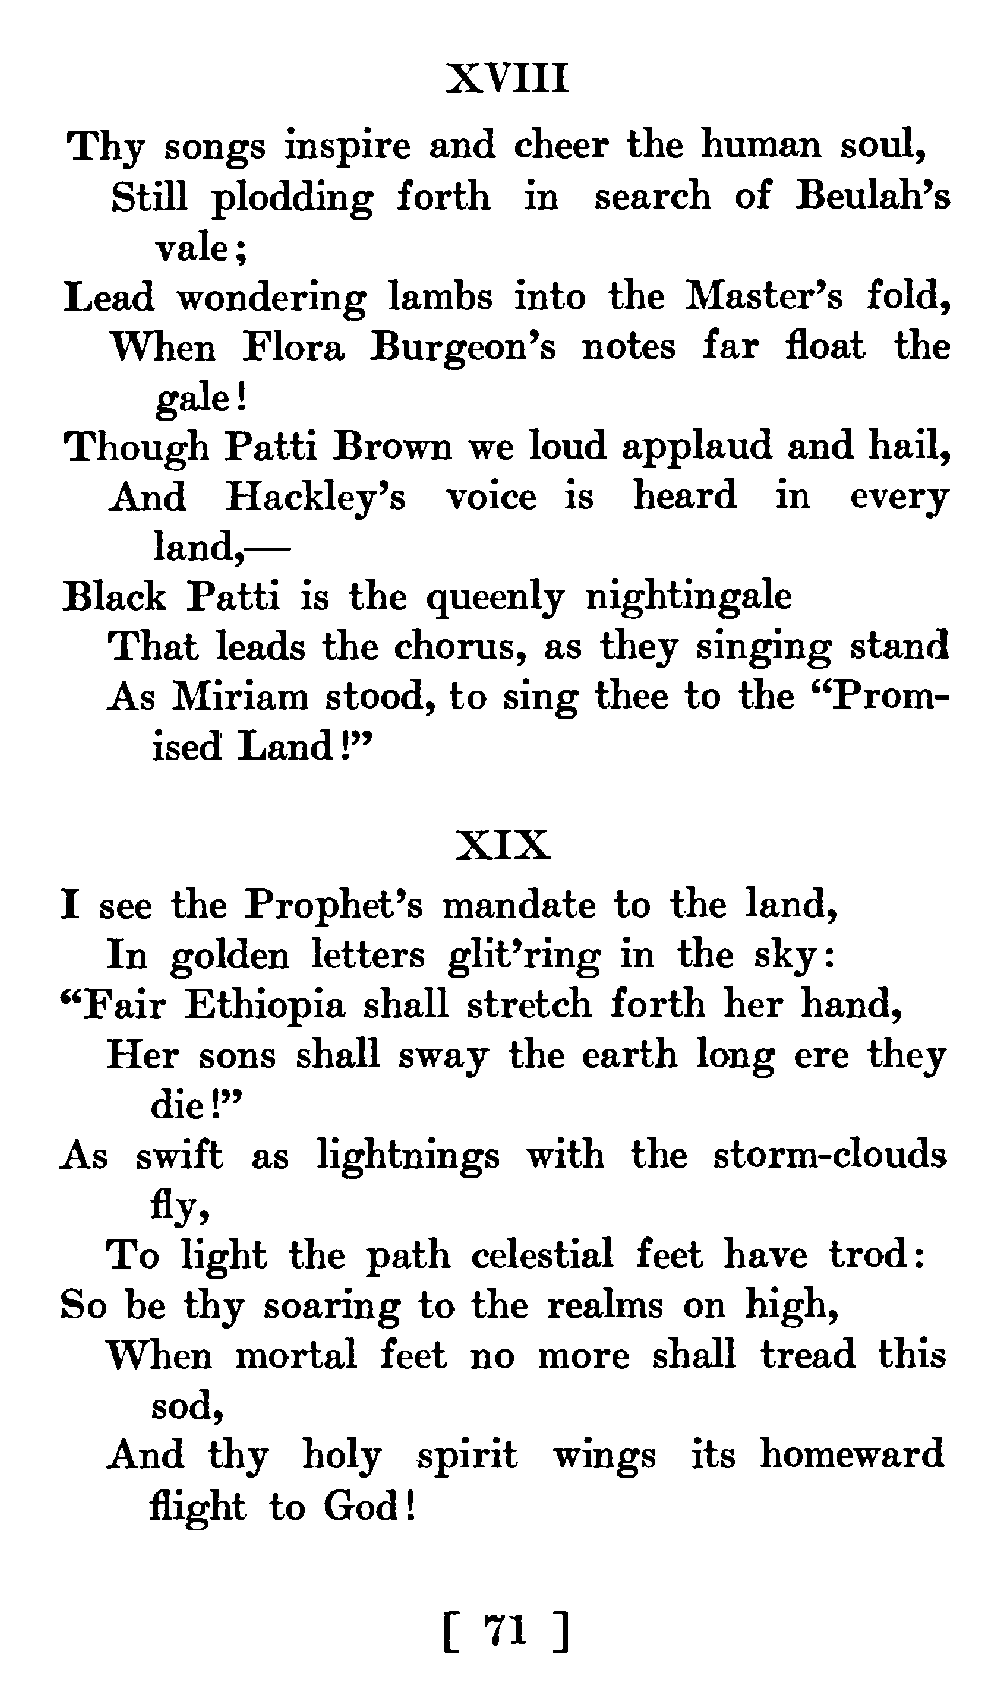 XVIII
Thy songs inspire and cheer the human soul,
Still plodding forth in search of Beulah's
vale;
Lead wondering lambs into the Master's fold,
When Flora Burgeon's notes far float the
gale!
Though Patti Brown we loud applaud and hail,
And Hackley's voice is heard in every
land,—
Black Patti is the queenly nightingale
That leads the chorus, as they singing stand
As Miriam stood, to sing thee to the “Prom-
ised Land!”
XIX
I see the Prophet's mandate to the land,
In golden letters glit'ring in the sky:
“Fair Ethiopia shall stretch forth her hand,
Her sons shall sway the earth long ere they
die!”
As swift as lightnings with the storm-clouds
fly,
To light the path celestial feet have trod:
So be thy soaring to the realms on high,
When mortal feet no more shall tread this
sod,
And thy holy spirit wings its homeward
flight to God!
[ 71 ]